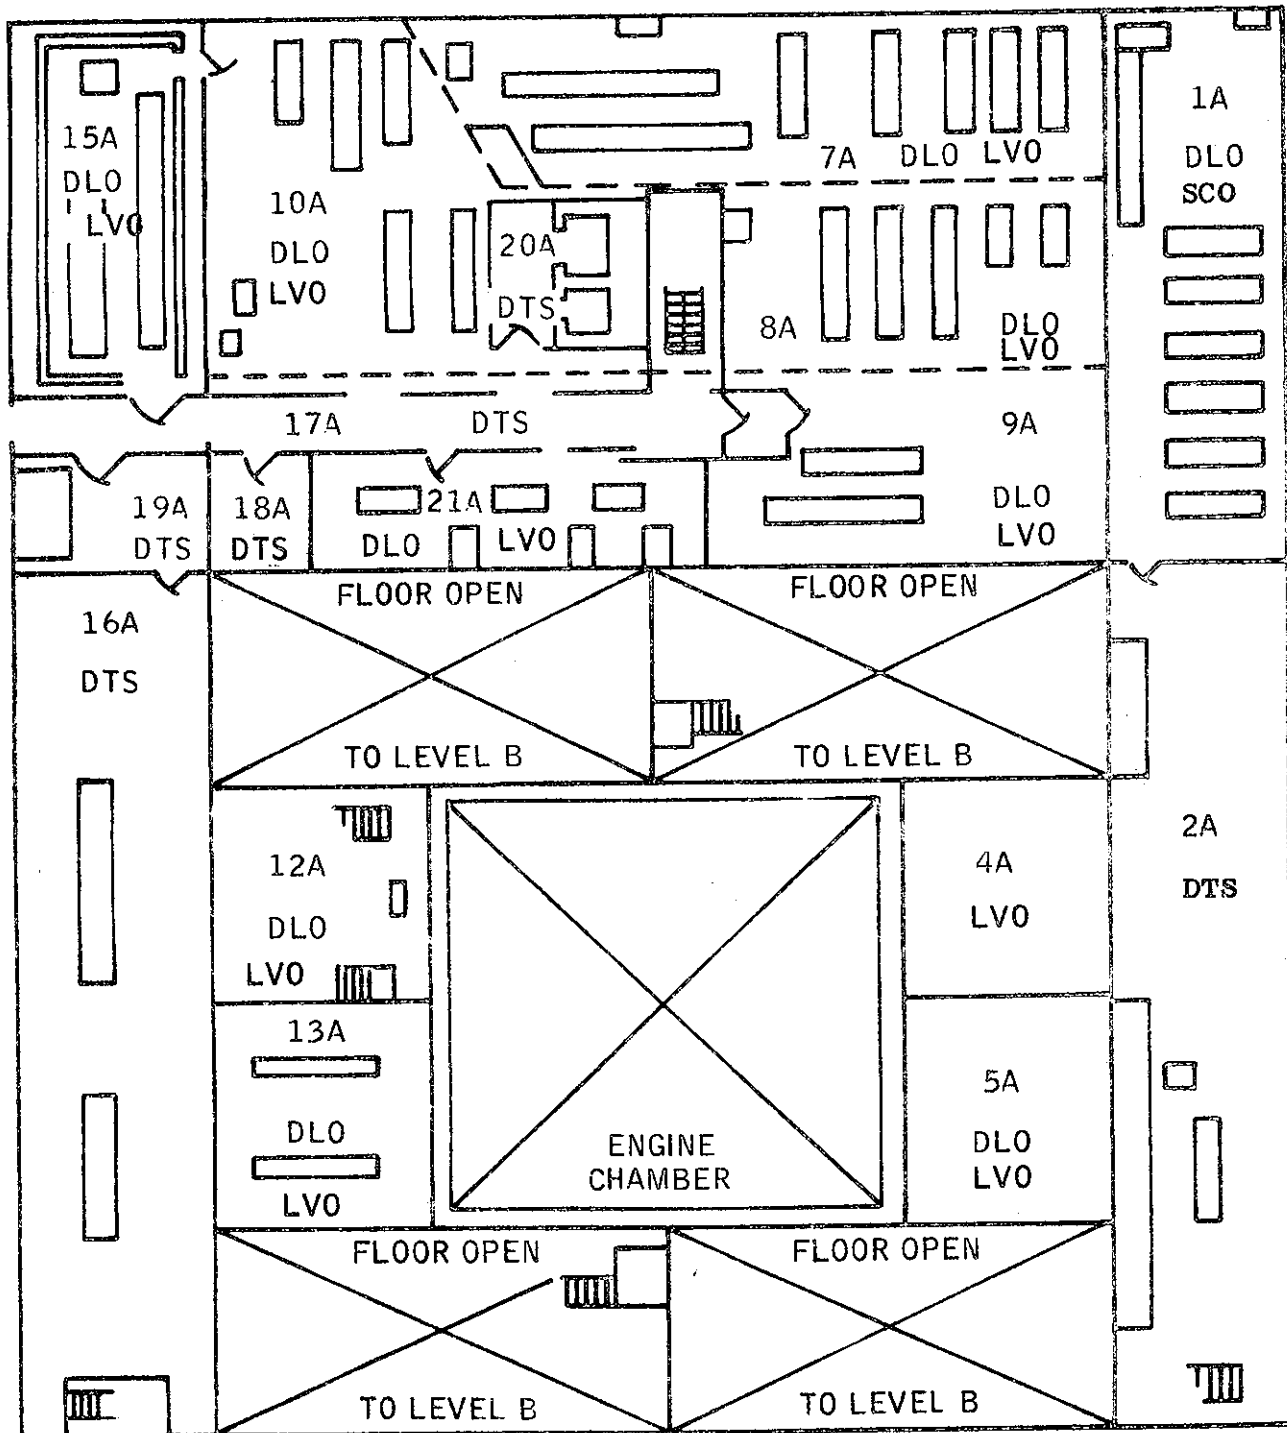 15A
DLO
LVO
10A
DLO
LVO
20A
DTS
7A DLO LVO
8A
DLO
LVO
1A
DLO
SCO
17A DTS
9A
DLO
LVO
19A
DTS
18A
DTS
21A
DLO LVO
16A
DTS
FLOOR OPEN
TO LEVEL B
FLOOR OPEN
TO LEVEL B
12A
DLO
LVO
4A
LVO
2A
DTS
13A
DLO
LVO
ENGINE
CHAMBER
5A
DLO
LVO
FLOOR OPEN
TO LEVEL B
FLOOR OPEN
TO LEVEL B